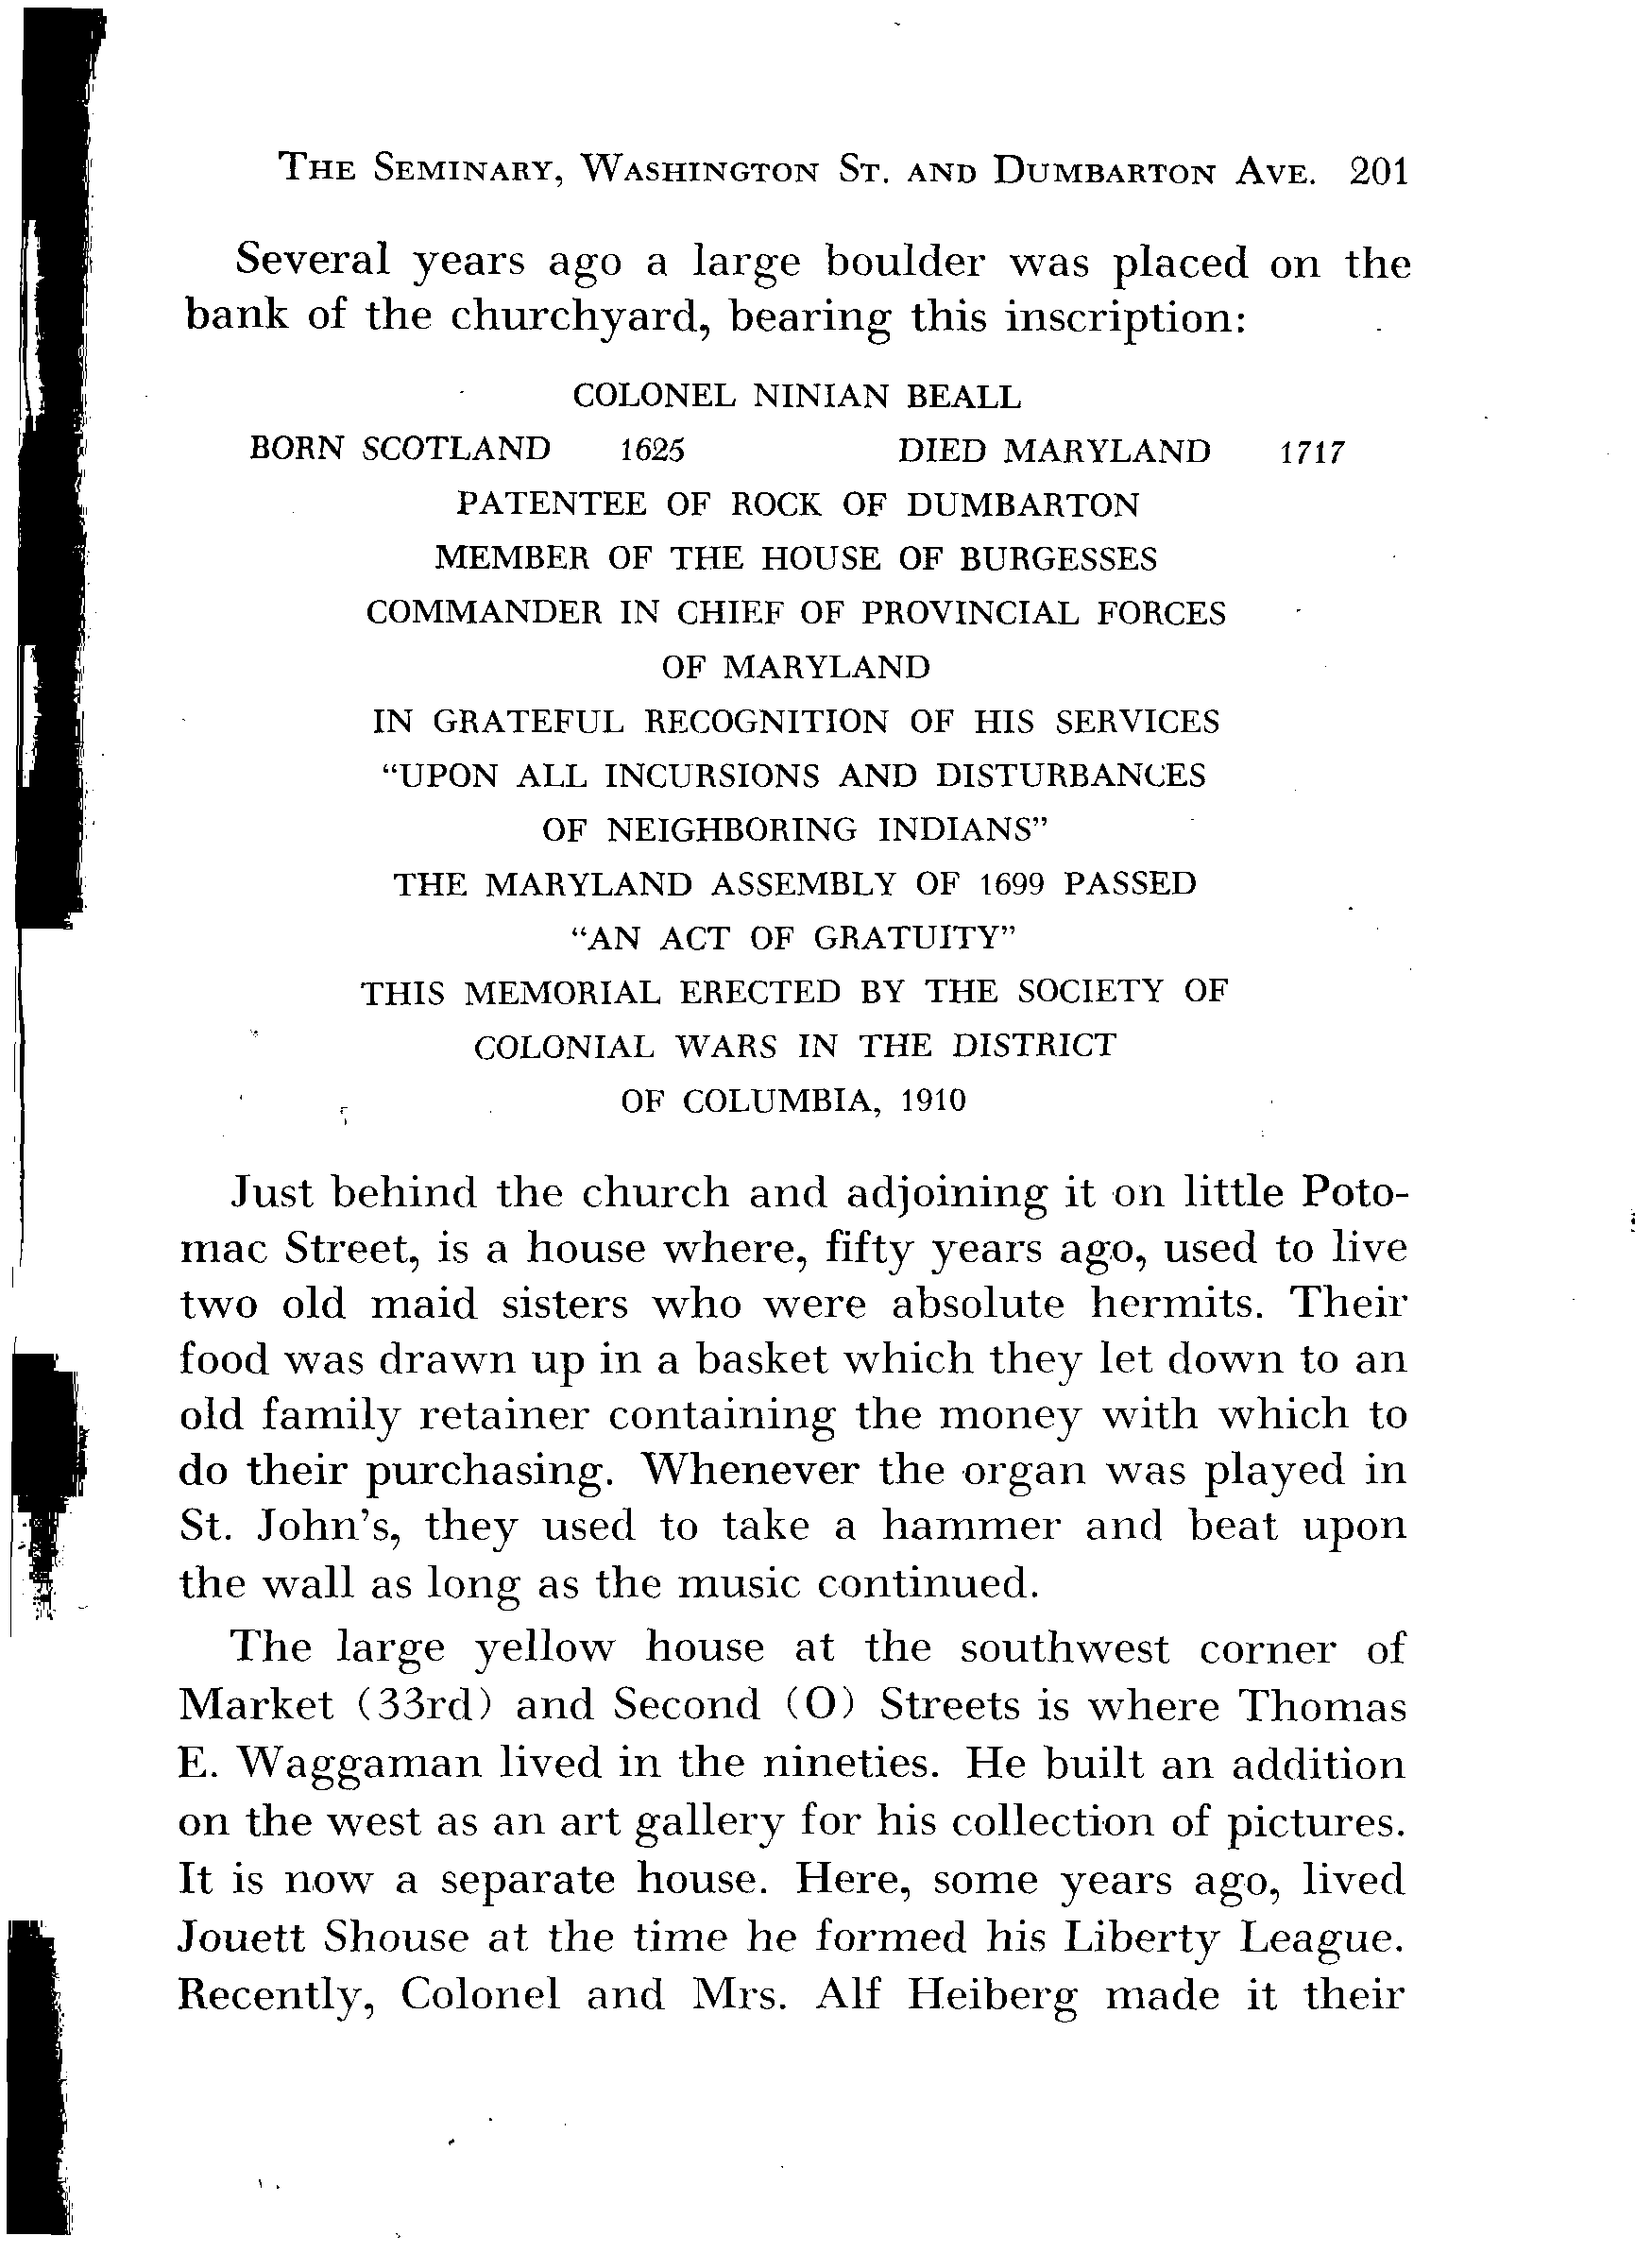 The Seminary, Washington St. and Dumbarton Ave. 201
Several years ago a large boulder was placed on the
bank of the churchyard, bearing this inscription:
COLONEL NINIAN BEALL
BORN SCOTLAND 1625 DIED MARYLAND 1717
PATENTEE OF ROCK OF DUMBARTON
MEMBER OF THE HOUSE OF BURGESSES
COMMANDER IN CHIEF OF PROVINCIAL FORCES
OF MARYLAND
IN GRATEFUL RECOGNITION OF HIS SERVICES
“UPON ALL INCURSIONS AND DISTURBANCES
OF NEIGHBORING INDIANS”
THE MARYLAND ASSEMBLY OF 1699 PASSED
“AN ACT OF GRATUITY”
THIS MEMORIAL ERECTED BY THE SOCIETY OF
COLONIAL WARS IN THE DISTRICT
OF COLUMBIA, 1910
Just behind the church and adjoining it on little Poto-
mac Street, is a house where, fifty years ago, used to live
two old maid sisters who were absolute hermits. Their
food was drawn up in a basket which they let down to an
old family retainer containing the money with which to
do their purchasing. Whenever the organ was played in
St. John's, they used to take a hammer and beat upon
the wall as long as the music continued.
The large yellow house at the southwest corner of
Market (33rd) and Second (O) Streets is where Thomas
E. Waggaman lived in the nineties. He built an addition
on the west as an art gallery for his collection of pictures.
It is now a separate house. Here, some years ago, lived
Jouett Shouse at the time he formed his Liberty League.
Recently, Colonel and Mrs. Alf Heiberg made it their